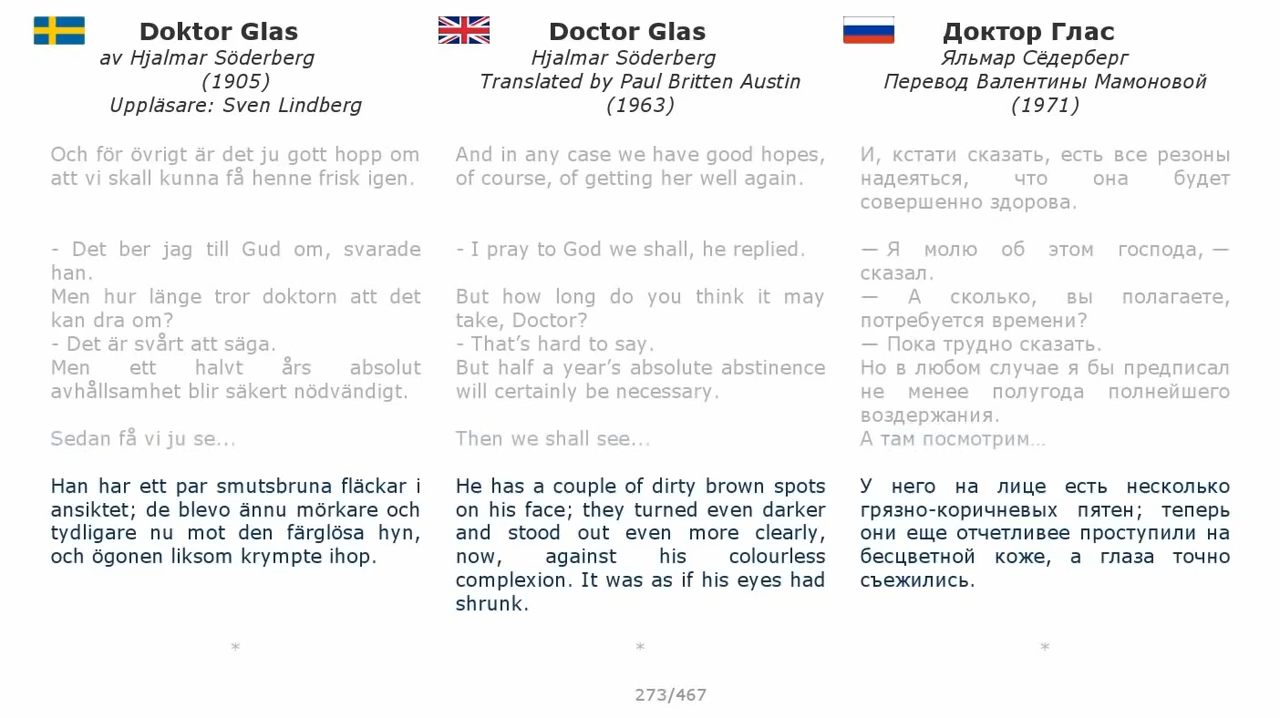 Doktor Glas
av Hjalmar Söderberg
(1905)
Uppläsare: Sven Lindberg
Och för övrigt är det ju gott hopp om
att vi skall kunna få henne frisk igen.
- Det ber jag till Gud om, svarade
han.
Men hur länge tror doktorn att det
kan dra om?
- Det är svårt att säga.
Men ett halvt års absolut
avhållsamhet blir säkert nödvändigt.
Sedan få vi ju se...
Han har ett par smutsbruna fläckar i
ansiktet; de blevo ännu mörkare och
tydligare nu mot den färglösa hyn,
och ögonen liksom krympte ihop.
*
Doctor Glas
Hjalmar Söderberg
Translated by Paul Britten Austin
(1963)
And in any case we have good hopes,
of course, of getting her well again.
- I pray to God we shall, he replied.
But how long do you think it may
take, Doctor?
- That’s hard to say.
But half a year’s absolute abstinence
will certainly be necessary.
Then we shall see...
He has a couple of dirty brown spots
on his face; they turned even darker
and stood out even more clearly,
now, against his colourless
complexion. It was as if his eyes had
shrunk.
*
Доктор Глас
Яльмар Сёдерберг
Перевод Валентины Мамоновой
(1971)
И, кстати сказать, есть все резоны
надеяться, что она будет
совершенно здорова.
— Я молю об этом господа, —
сказал.
— А сколько, вы полагаете,
потребуется времени?
— Пока трудно сказать.
Но в любом случае я бы предписал
не менее полугода полнейшего
воздержания.
А там посмотрим…
У него на лице есть несколько
грязно-коричневых пятен; теперь
они еще отчетливее проступили на
бесцветной коже, а глаза точно
съежились.
*
273/467